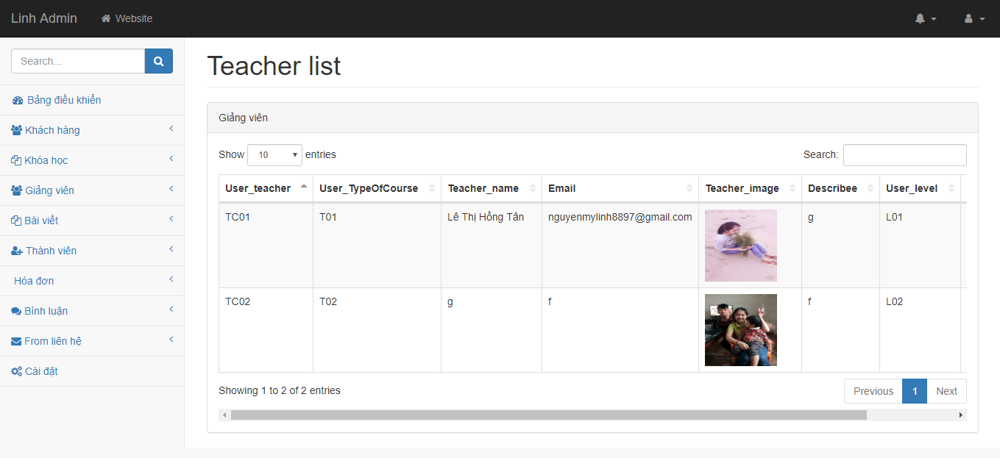 Linh Admin Website
Search...
Bảng điều khiển
Khách hàng
Khóa học
Giảng viên
Bài viết
Thành viên
Hóa đơn
Bình luận
From liên hệ
Cài đặt
Teacher list
Giảng viên
Show 10 entries Search:
User_teacher User_TypeOfCourse Teacher_name Email Teacher_image Describee User_level
TC01 T01 Lê Thị Hồng Tân nguyenmylinh8897@gmail.com g L01
TC02 T02 g f f L02
Showing 1 to 2 of 2 entries Previous 1 Next